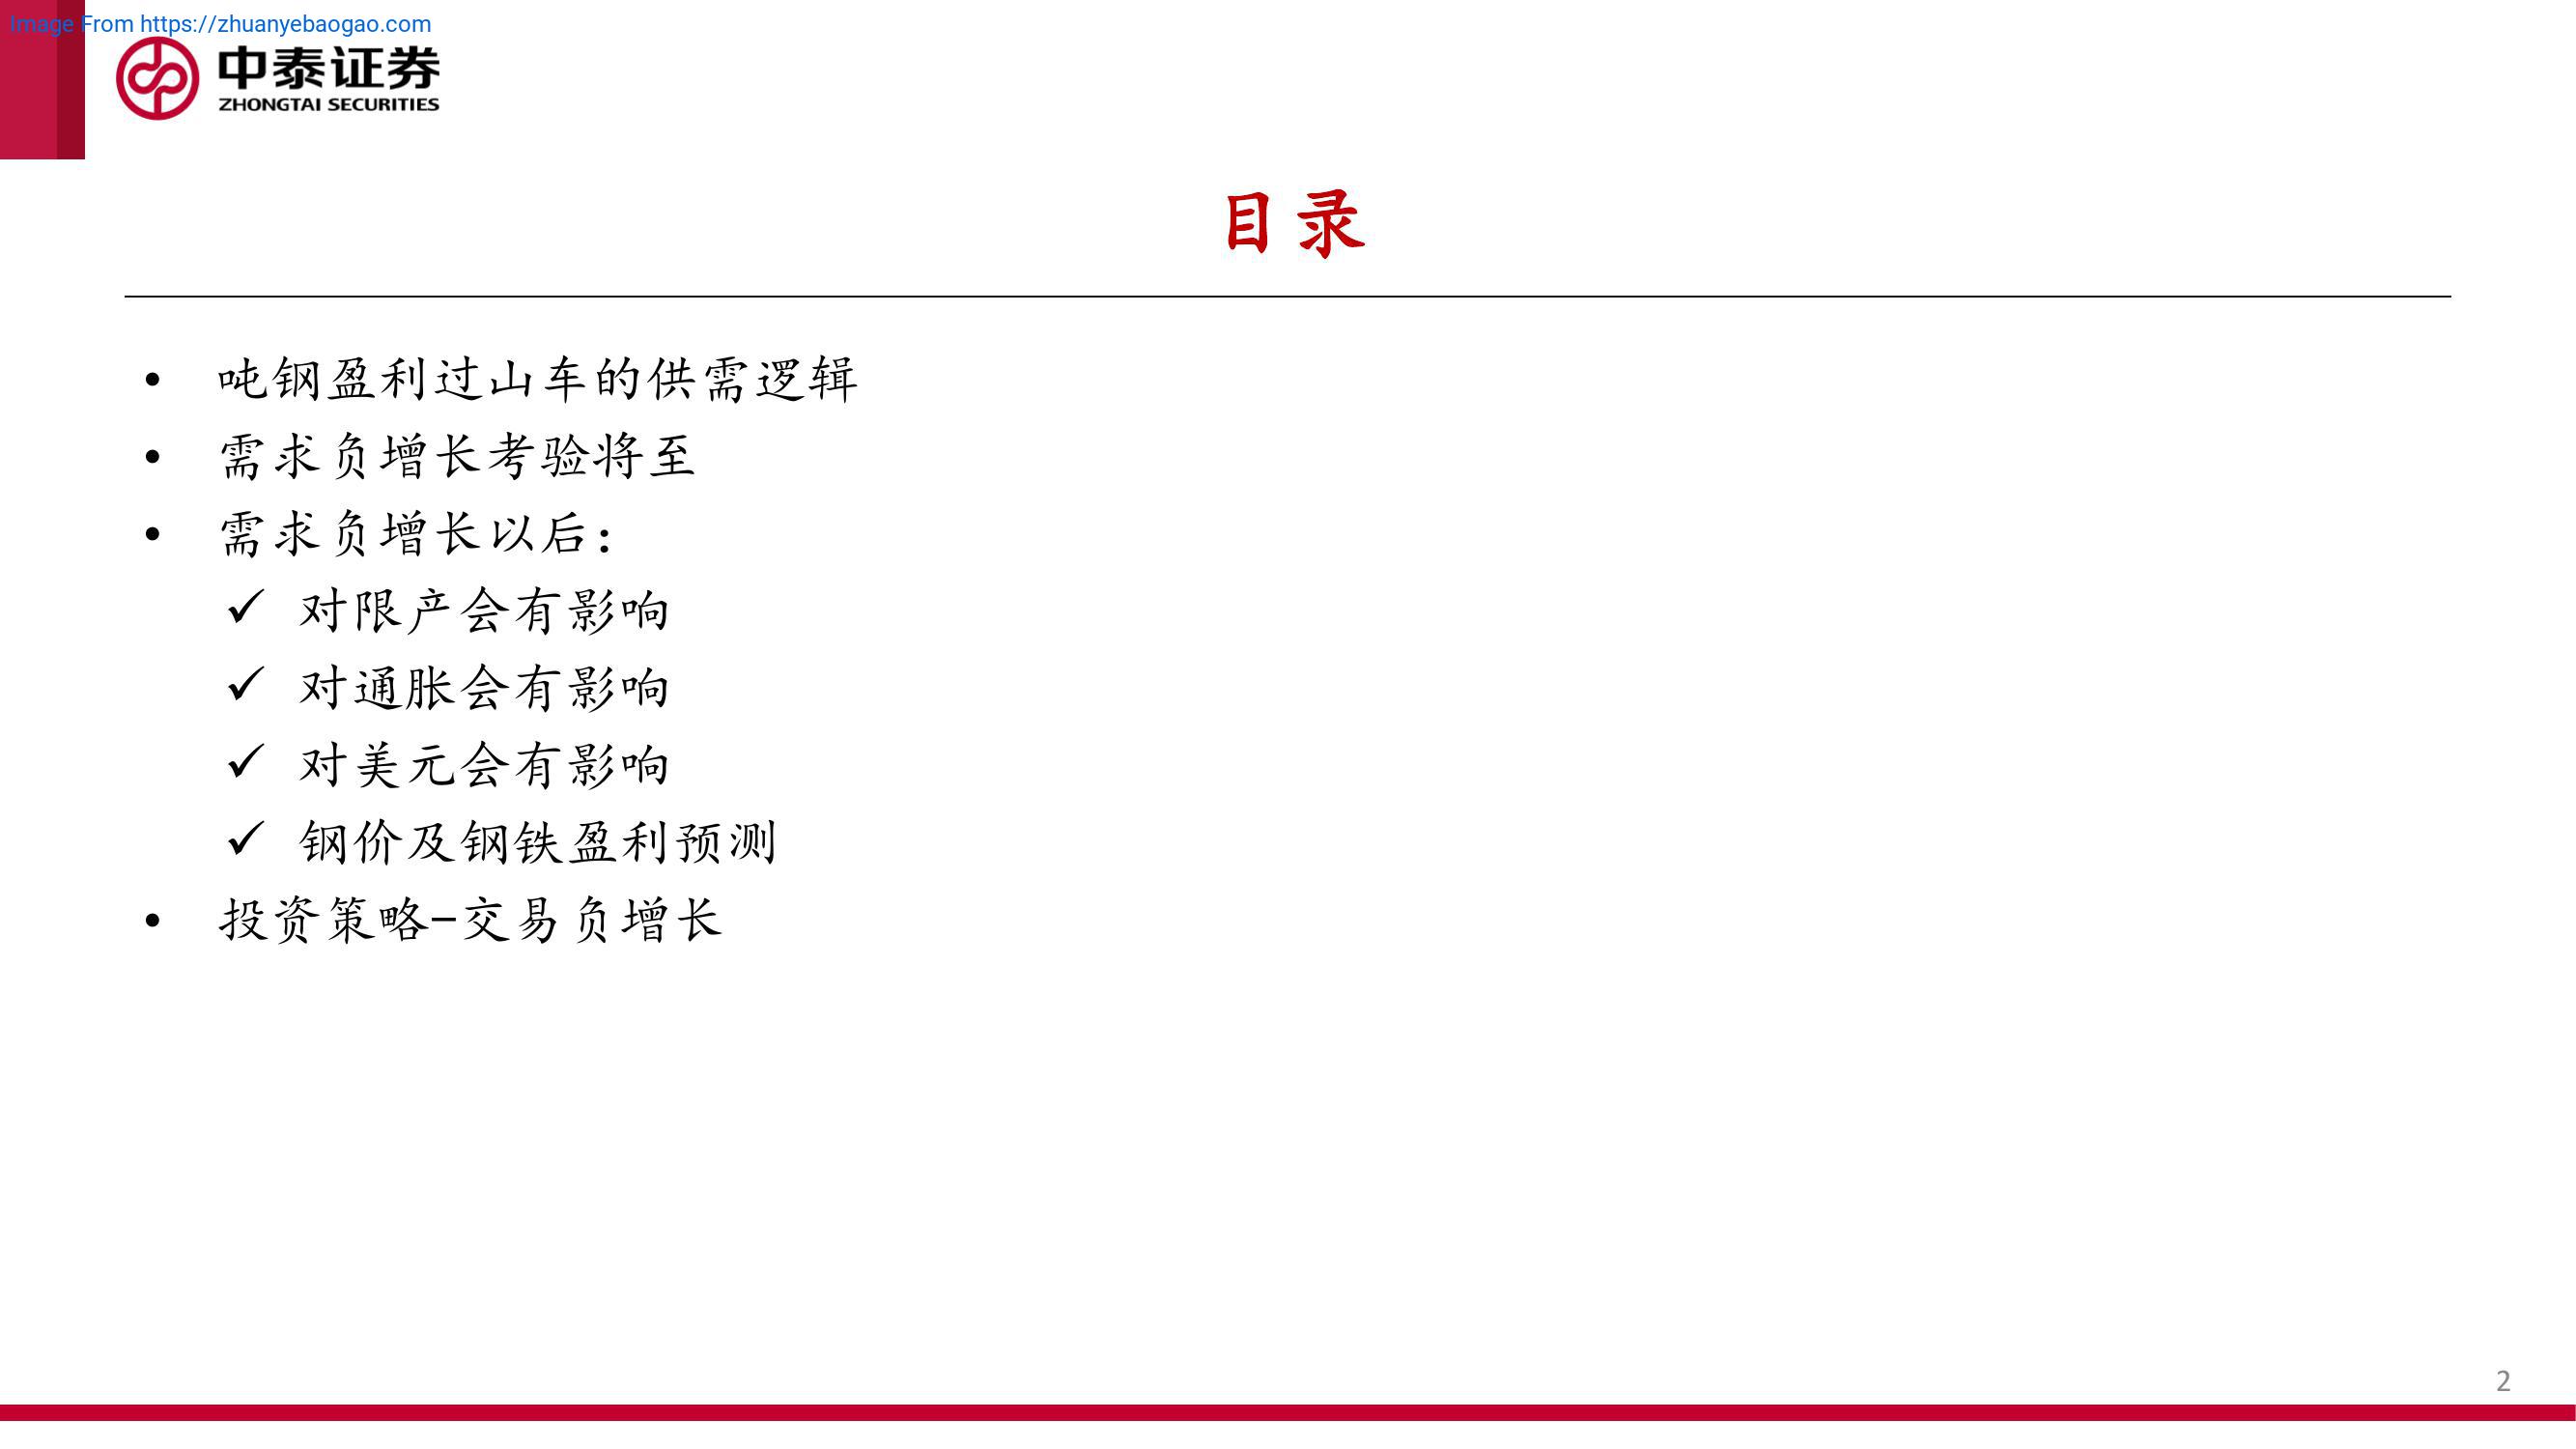 Image From https://zhuanyebaogao.com
中泰证券
ZHONGTAI SECURITIES
目录
• 吨钢盈利过山车的供需逻辑
• 需求负增长考验将至
• 需求负增长以后：
✓ 对限产会有影响
✓ 对通胀会有影响
✓ 对美元会有影响
✓ 钢价及钢铁盈利预测
• 投资策略-交易负增长
2